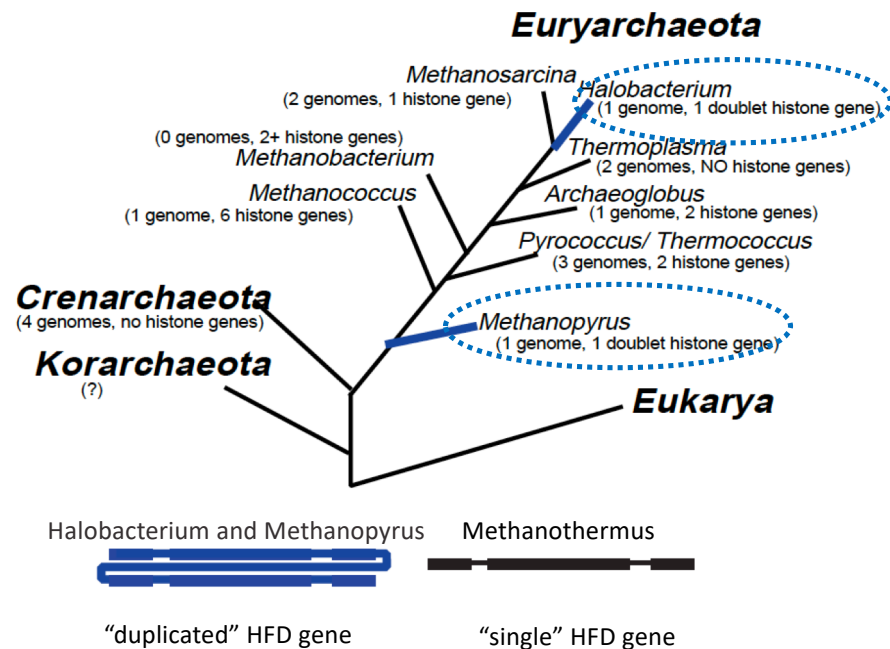 Euryarchaeota
Methanosarcina
(2 genomes, 1 histone gene)
Halobacterium
(1 genome, 1 doublet histone gene)
(0 genomes, 2+ histone genes)
Methanobacterium
Thermoplasma
(2 genomes, NO histone genes)
Methanococcus
(1 genome, 6 histone genes)
Archaeoglobus
(1 genome, 2 histone genes)
Pyrococcus/ Thermococcus
(3 genomes, 2 histone genes)
Crenarchaeota
(4 genomes, no histone genes)
Methanopyrus
(1 genome, 1 doublet histone gene)
Korarchaeota
(?)
Eukarya
Halobacterium and Methanopyrus
Methanothermus
“duplicated” HFD gene
“single” HFD gene